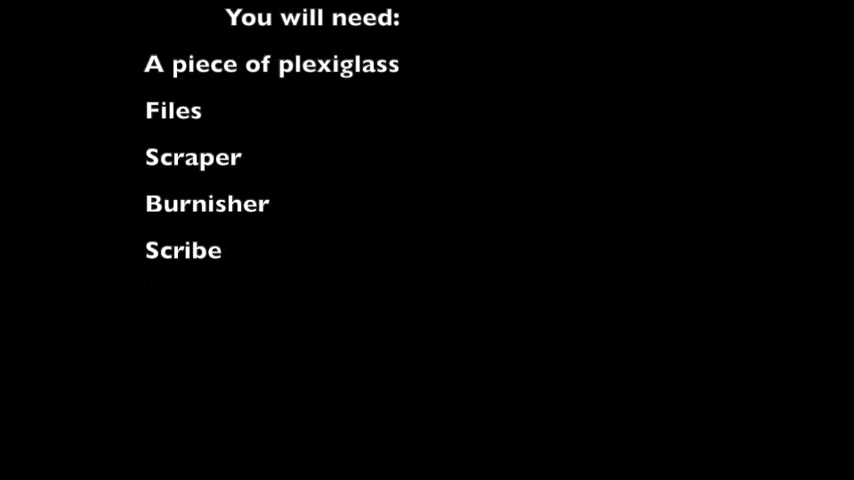 You will need:
A piece of plexiglass
Files
Scraper
Burnisher
Scribe